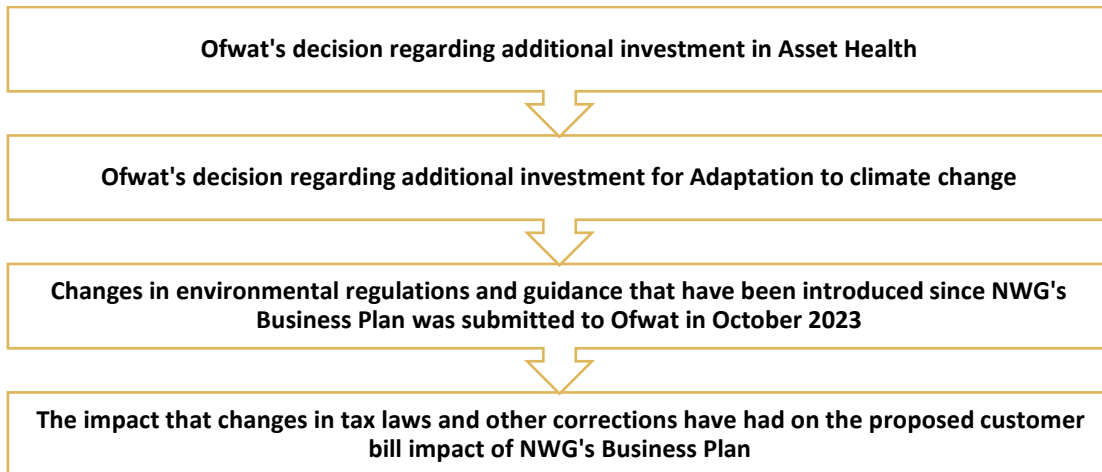 Ofwat's decision regarding additional investment in Asset Health
Ofwat's decision regarding additional investment for Adaptation to climate change
Changes in environmental regulations and guidance that have been introduced since NWG's
Business Plan was submitted to Ofwat in October 2023
The impact that changes in tax laws and other corrections have had on the proposed customer
bill impact of NWG's Business Plan